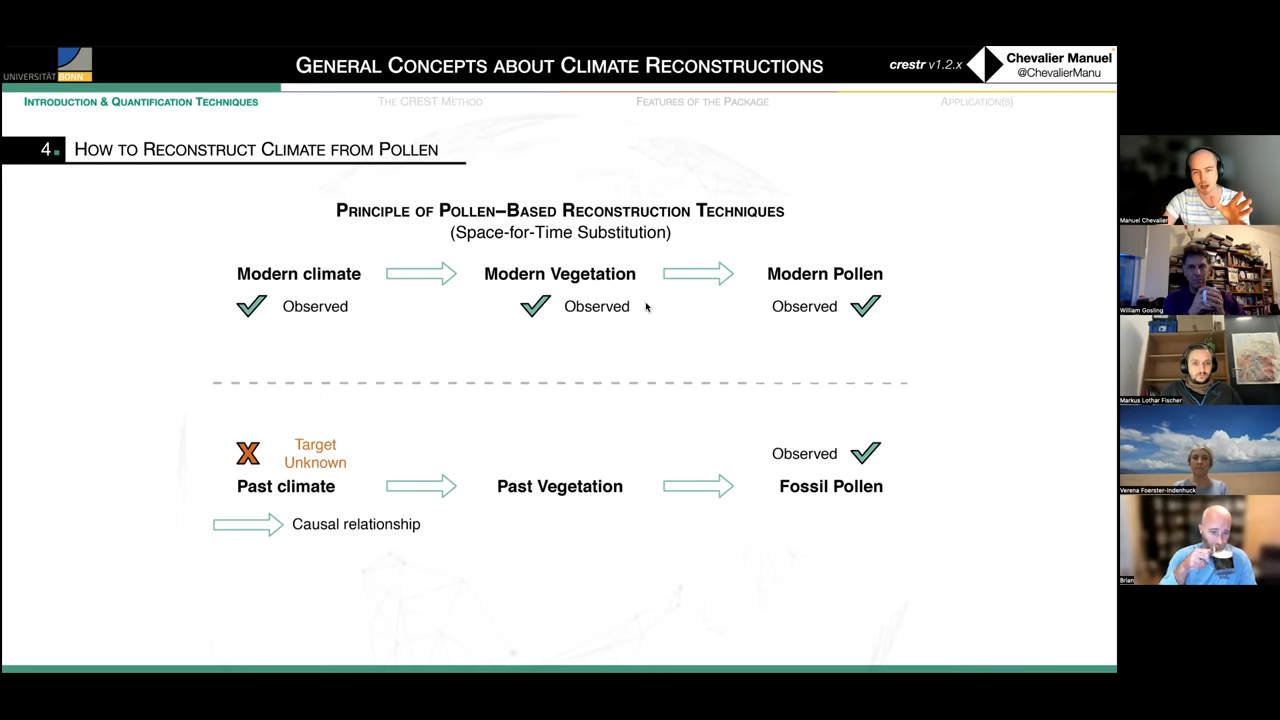 UNIVERSITÄT BONN
GENERAL CONCEPTS ABOUT CLIMATE RECONSTRUCTIONS
crestr v1.2.x
Chevalier Manuel
@ChevalierManu
INTRODUCTION & QUANTIFICATION TECHNIQUES
THE CREST METHOD
FEATURES OF THE PACKAGE
APPLICATION(S)
4. HOW TO RECONSTRUCT CLIMATE FROM POLLEN
PRINCIPLE OF POLLEN–BASED RECONSTRUCTION TECHNIQUES
(Space-for-Time Substitution)
Modern climate
Modern Vegetation
Modern Pollen
Observed
Observed
Observed
Target
Unknown
Observed
Past climate
Past Vegetation
Fossil Pollen
Causal relationship
Manuel Chevalier
William Gosling
Markus Lothar Fischer
Verena Foerster-Indenhuck
Brian